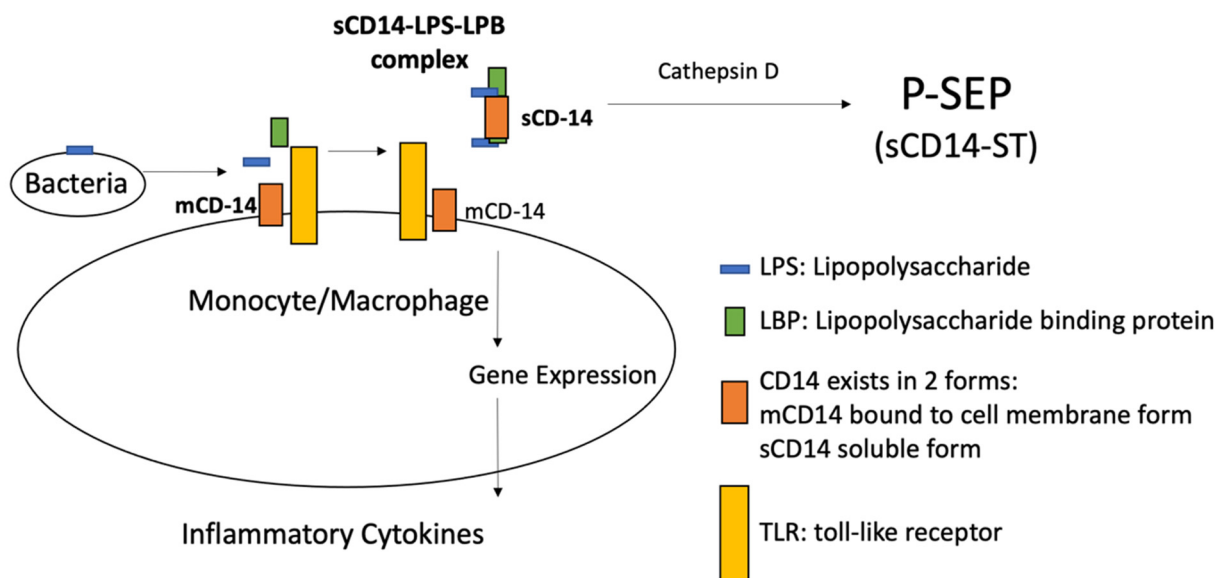 sCD14-LPS-LPB
complex
Cathepsin D
P-SEP
(sCD14-ST)
sCD-14
Bacteria
mCD-14
mCD-14
Monocyte/Macrophage
Gene Expression
Inflammatory Cytokines
LPS: Lipopolysaccharide
LBP: Lipopolysaccharide binding protein
CD14 exists in 2 forms:
mCD14 bound to cell membrane form
sCD14 soluble form
TLR: toll-like receptor